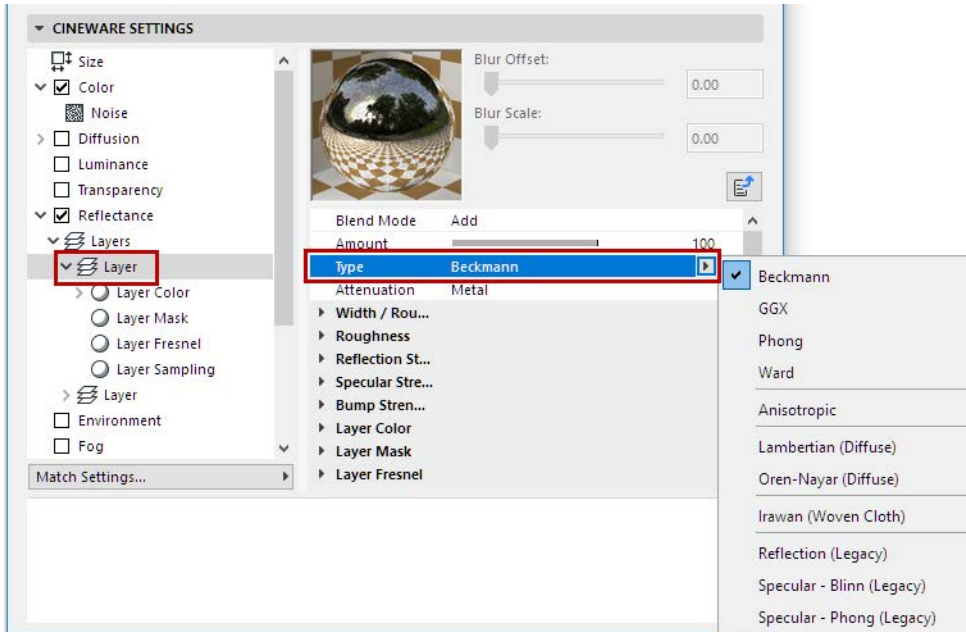 CINEWARE SETTINGS
Size
Color
Noise
Diffusion
Luminance
Transparency
Reflectance
Layers
Layer
Layer Color
Layer Mask
Layer Fresnel
Layer Sampling
Layer
Environment
Fog
Match Settings...
Blur Offset:
0.00
Blur Scale:
0.00
Blend Mode Add
Amount 100
Type Beckmann
Attenuation Metal
Width / Rou...
Roughness
Reflection St...
Specular Stre...
Bump Stren...
Layer Color
Layer Mask
Layer Fresnel
Beckmann
GGX
Phong
Ward
Anisotropic
Lambertian (Diffuse)
Oren-Nayar (Diffuse)
Irawan (Woven Cloth)
Reflection (Legacy)
Specular - Blinn (Legacy)
Specular - Phong (Legacy)